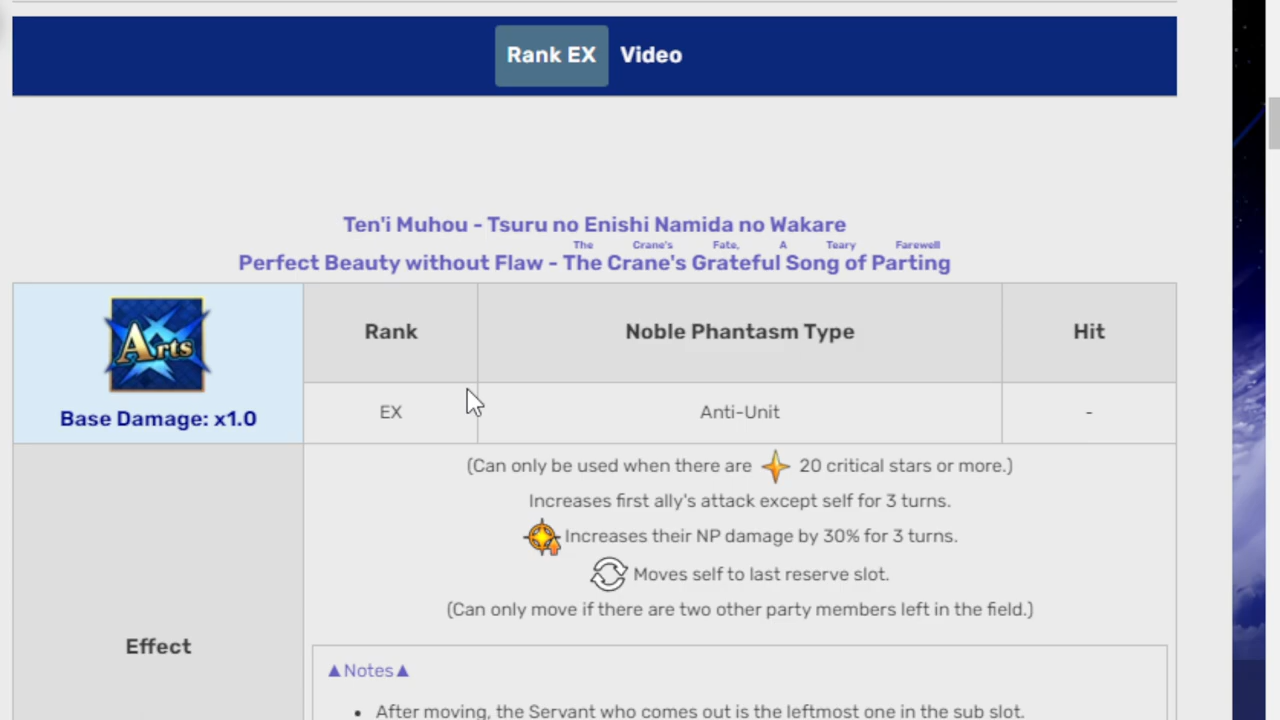 Rank EX Video
Ten'i Muhou - Tsuru no Enishi Namida no Wakare
The Crane's Fate, A Teary Farewell
Perfect Beauty without Flaw - The Crane's Grateful Song of Parting
Arts
Base Damage: x1.0
Rank Noble Phantasm Type Hit
EX Anti-Unit -
Effect
(Can only be used when there are 20 critical stars or more.)
Increases first ally's attack except self for 3 turns.
Increases their NP damage by 30% for 3 turns.
Moves self to last reserve slot.
(Can only move if there are two other party members left in the field.)
▲Notes▲
• After moving, the Servant who comes out is the leftmost one in the sub slot.